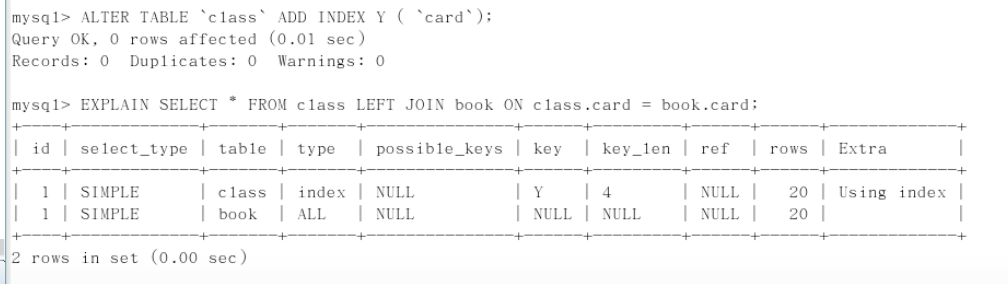 mysql> ALTER TABLE `class` ADD INDEX Y ( `card`);
Query OK, 0 rows affected (0.01 sec)
Records: 0  Duplicates: 0  Warnings: 0
mysql> EXPLAIN SELECT * FROM class LEFT JOIN book ON class.card = book.card;
+----+-------------+-------+-------+---------------+------+---------+------+------+-------------+
| id | select_type | table | type  | possible_keys | key  | key_len | ref  | rows | Extra       |
+----+-------------+-------+-------+---------------+------+---------+------+------+-------------+
|  1 | SIMPLE      | class | index | NULL          | Y    | 4       | NULL |   20 | Using index |
|  1 | SIMPLE      | book  | ALL   | NULL          | NULL | NULL    | NULL |   20 |             |
+----+-------------+-------+-------+---------------+------+---------+------+------+-------------+
2 rows in set (0.00 sec)